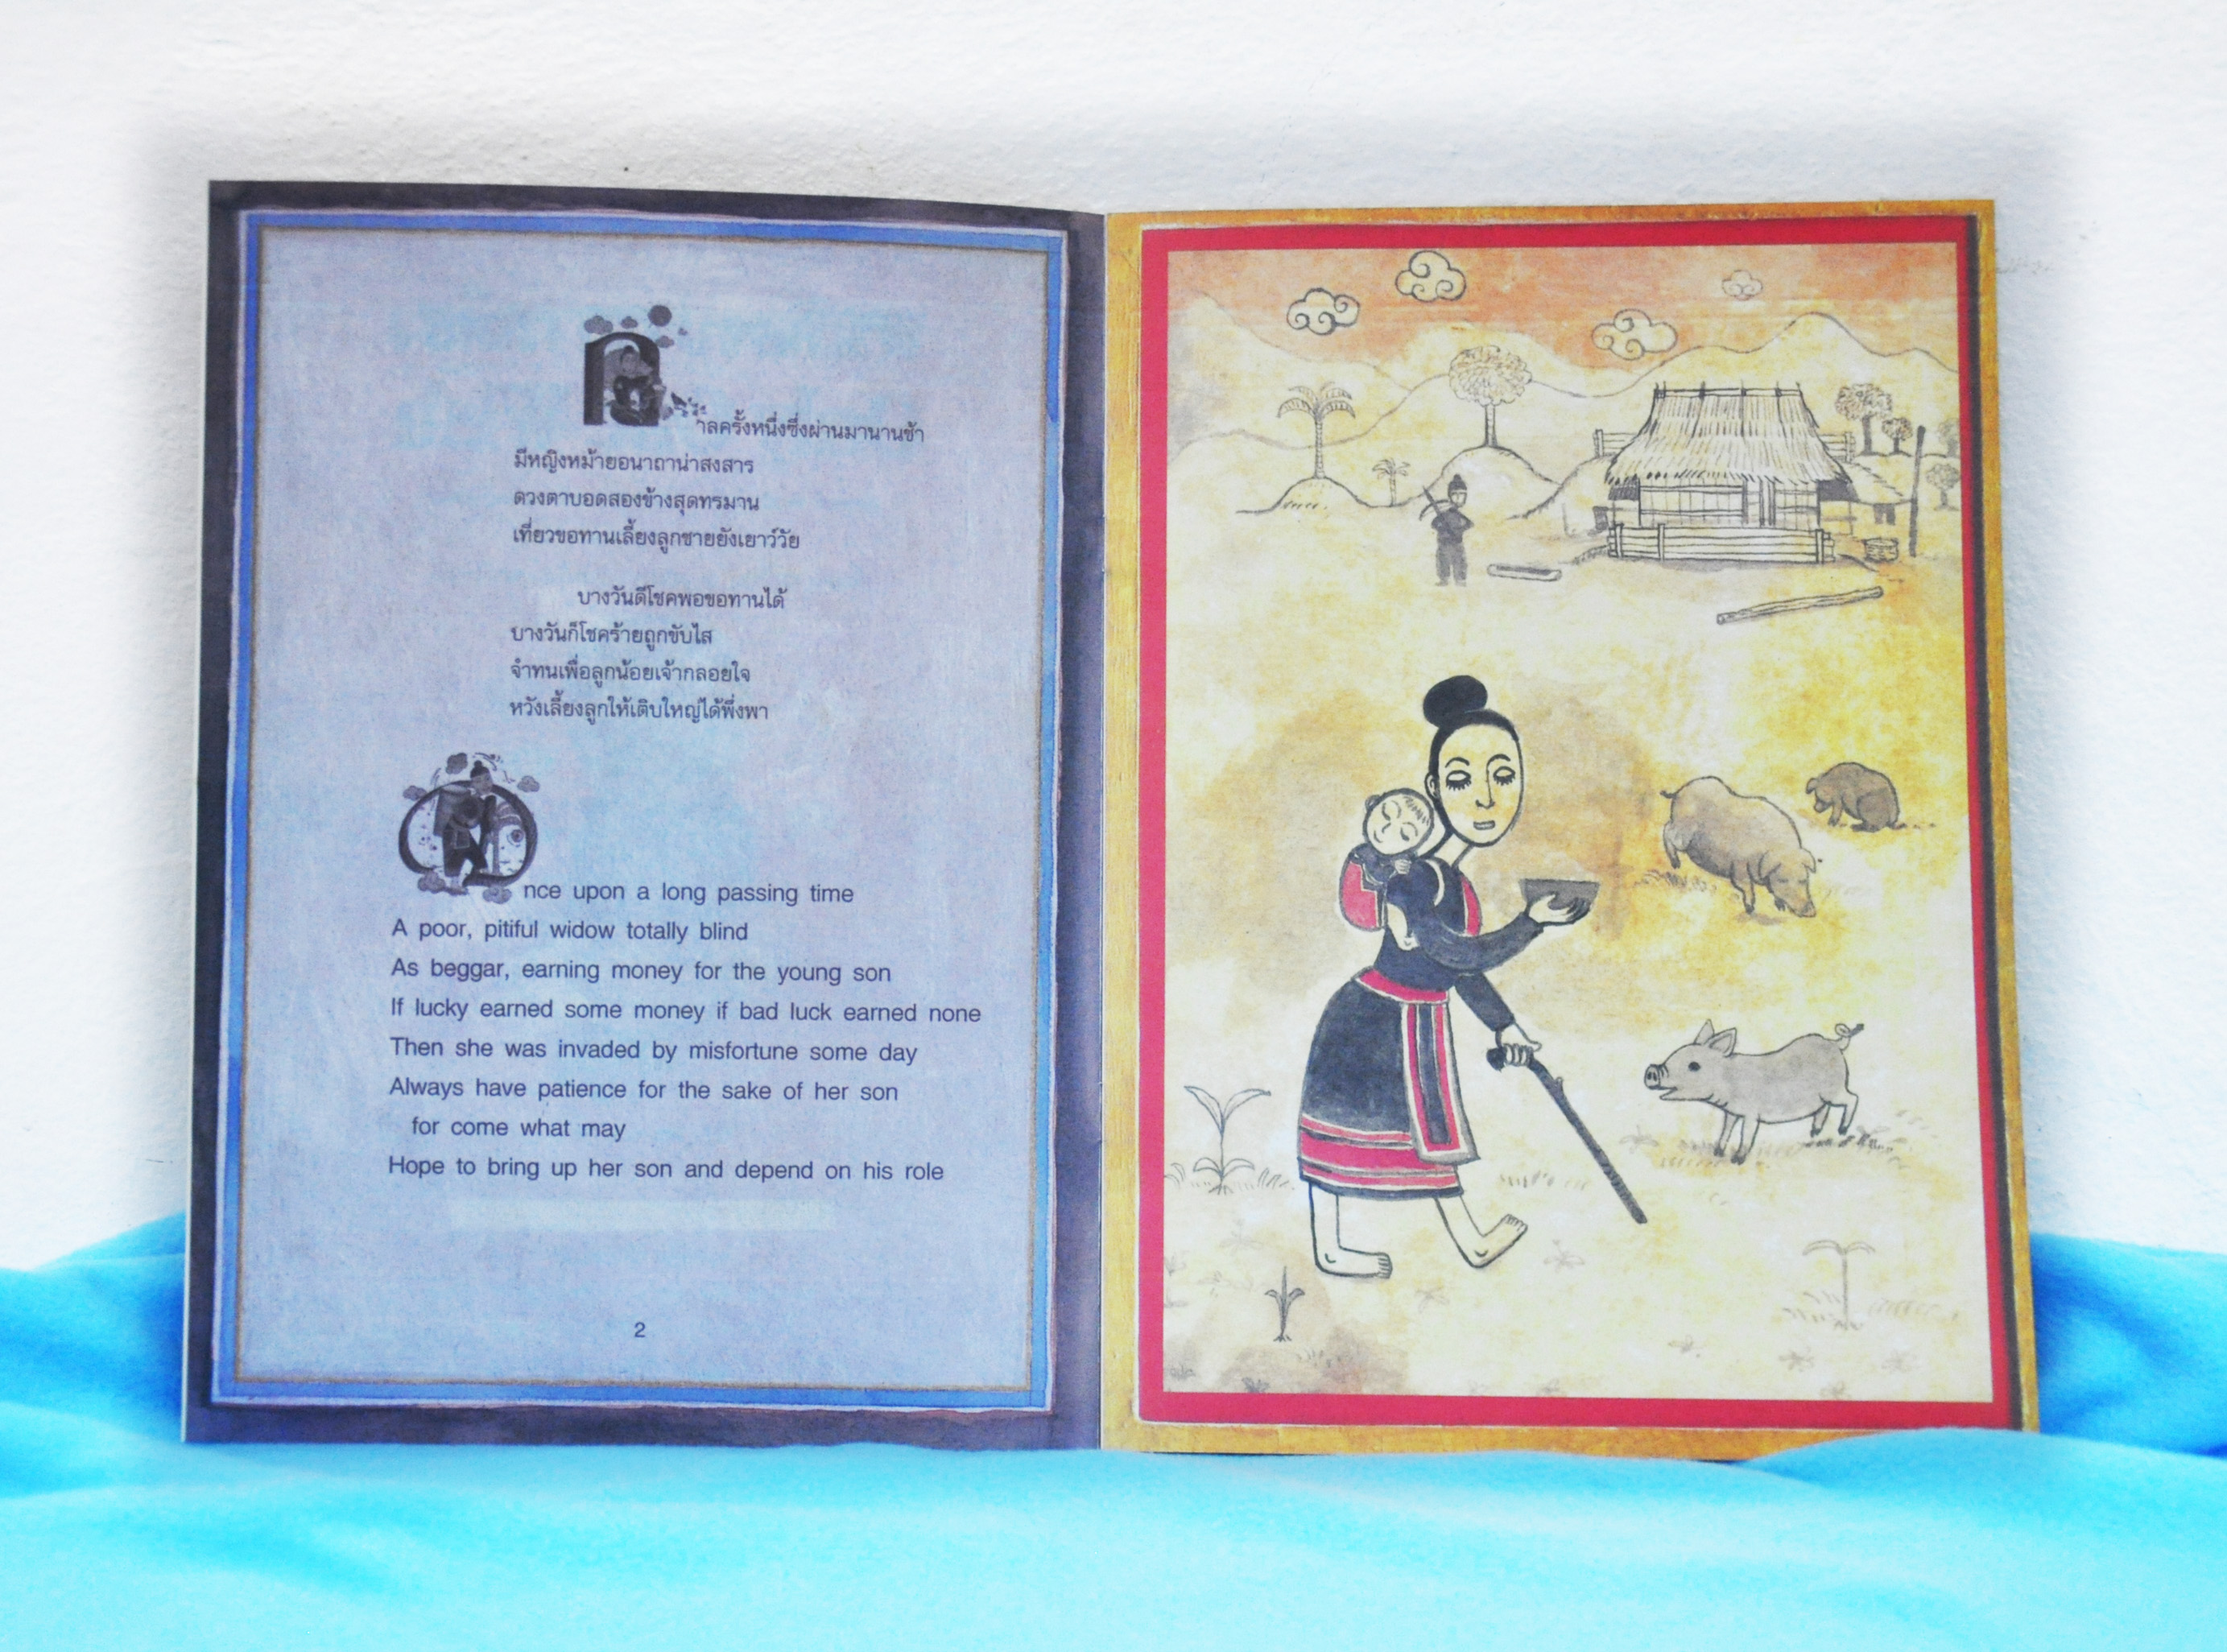 กาลครั้งหนึ่งซึ่งผ่านมานานช้า
มีหญิงหม้ายอนาถาน่าสงสาร
ดวงตาบอดสองข้างสุดทรมาน
เที่ยวขอทานเลี้ยงลูกชายยังเยาว์วัย
บางวันดีโชคพอขอทานได้
บางวันก็โชคร้ายถูกขับไส
จำทนเพื่อลูกน้อยเจ้ากลอยใจ
หวังเลี้ยงลูกให้เติบใหญ่ได้พึ่งพา
Once upon a long passing time
A poor, pitiful widow totally blind
As beggar, earning money for the young son
If lucky earned some money if bad luck earned none
Then she was invaded by misfortune some day
Always have patience for the sake of her son
for come what may
Hope to bring up her son and depend on his role
2